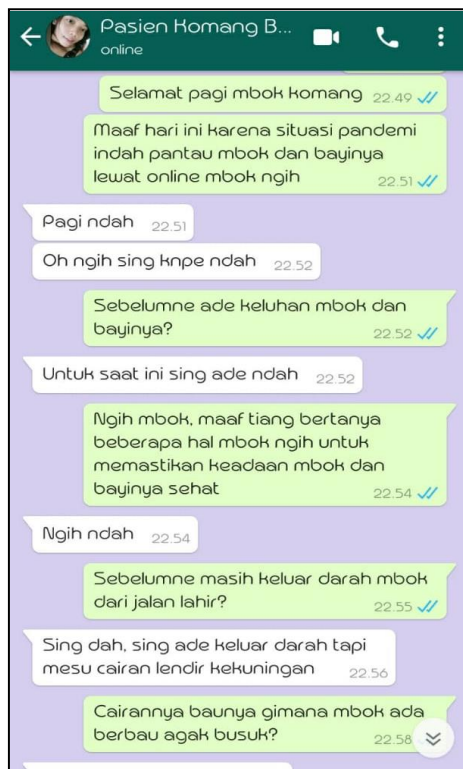 Pasien Komang B...
online
Selamat pagi mbok komang 22.49
Maaf hari ini karena situasi pandemi
indah pantau mbok dan bayinya
lewat online mbok ngih 22.51
Pagi ndah 22.51
Oh ngih sing knpe ndah 22.52
Sebelumne ade keluhan mbok dan
bayinya? 22.52
Untuk saat ini sing ade ndah 22.52
Ngih mbok, maaf tiang bertanya
beberapa hal mbok ngih untuk
memastikan keadaan mbok dan
bayinya sehat 22.54
Ngih ndah 22.54
Sebelumne masih keluar darah mbok
dari jalan lahir? 22.55
Sing dah, sing ade keluar darah tapi
mesu cairan lendir kekuningan 22.56
Cairannya baunya gimana mbok ada
berbau agak busuk? 22.58